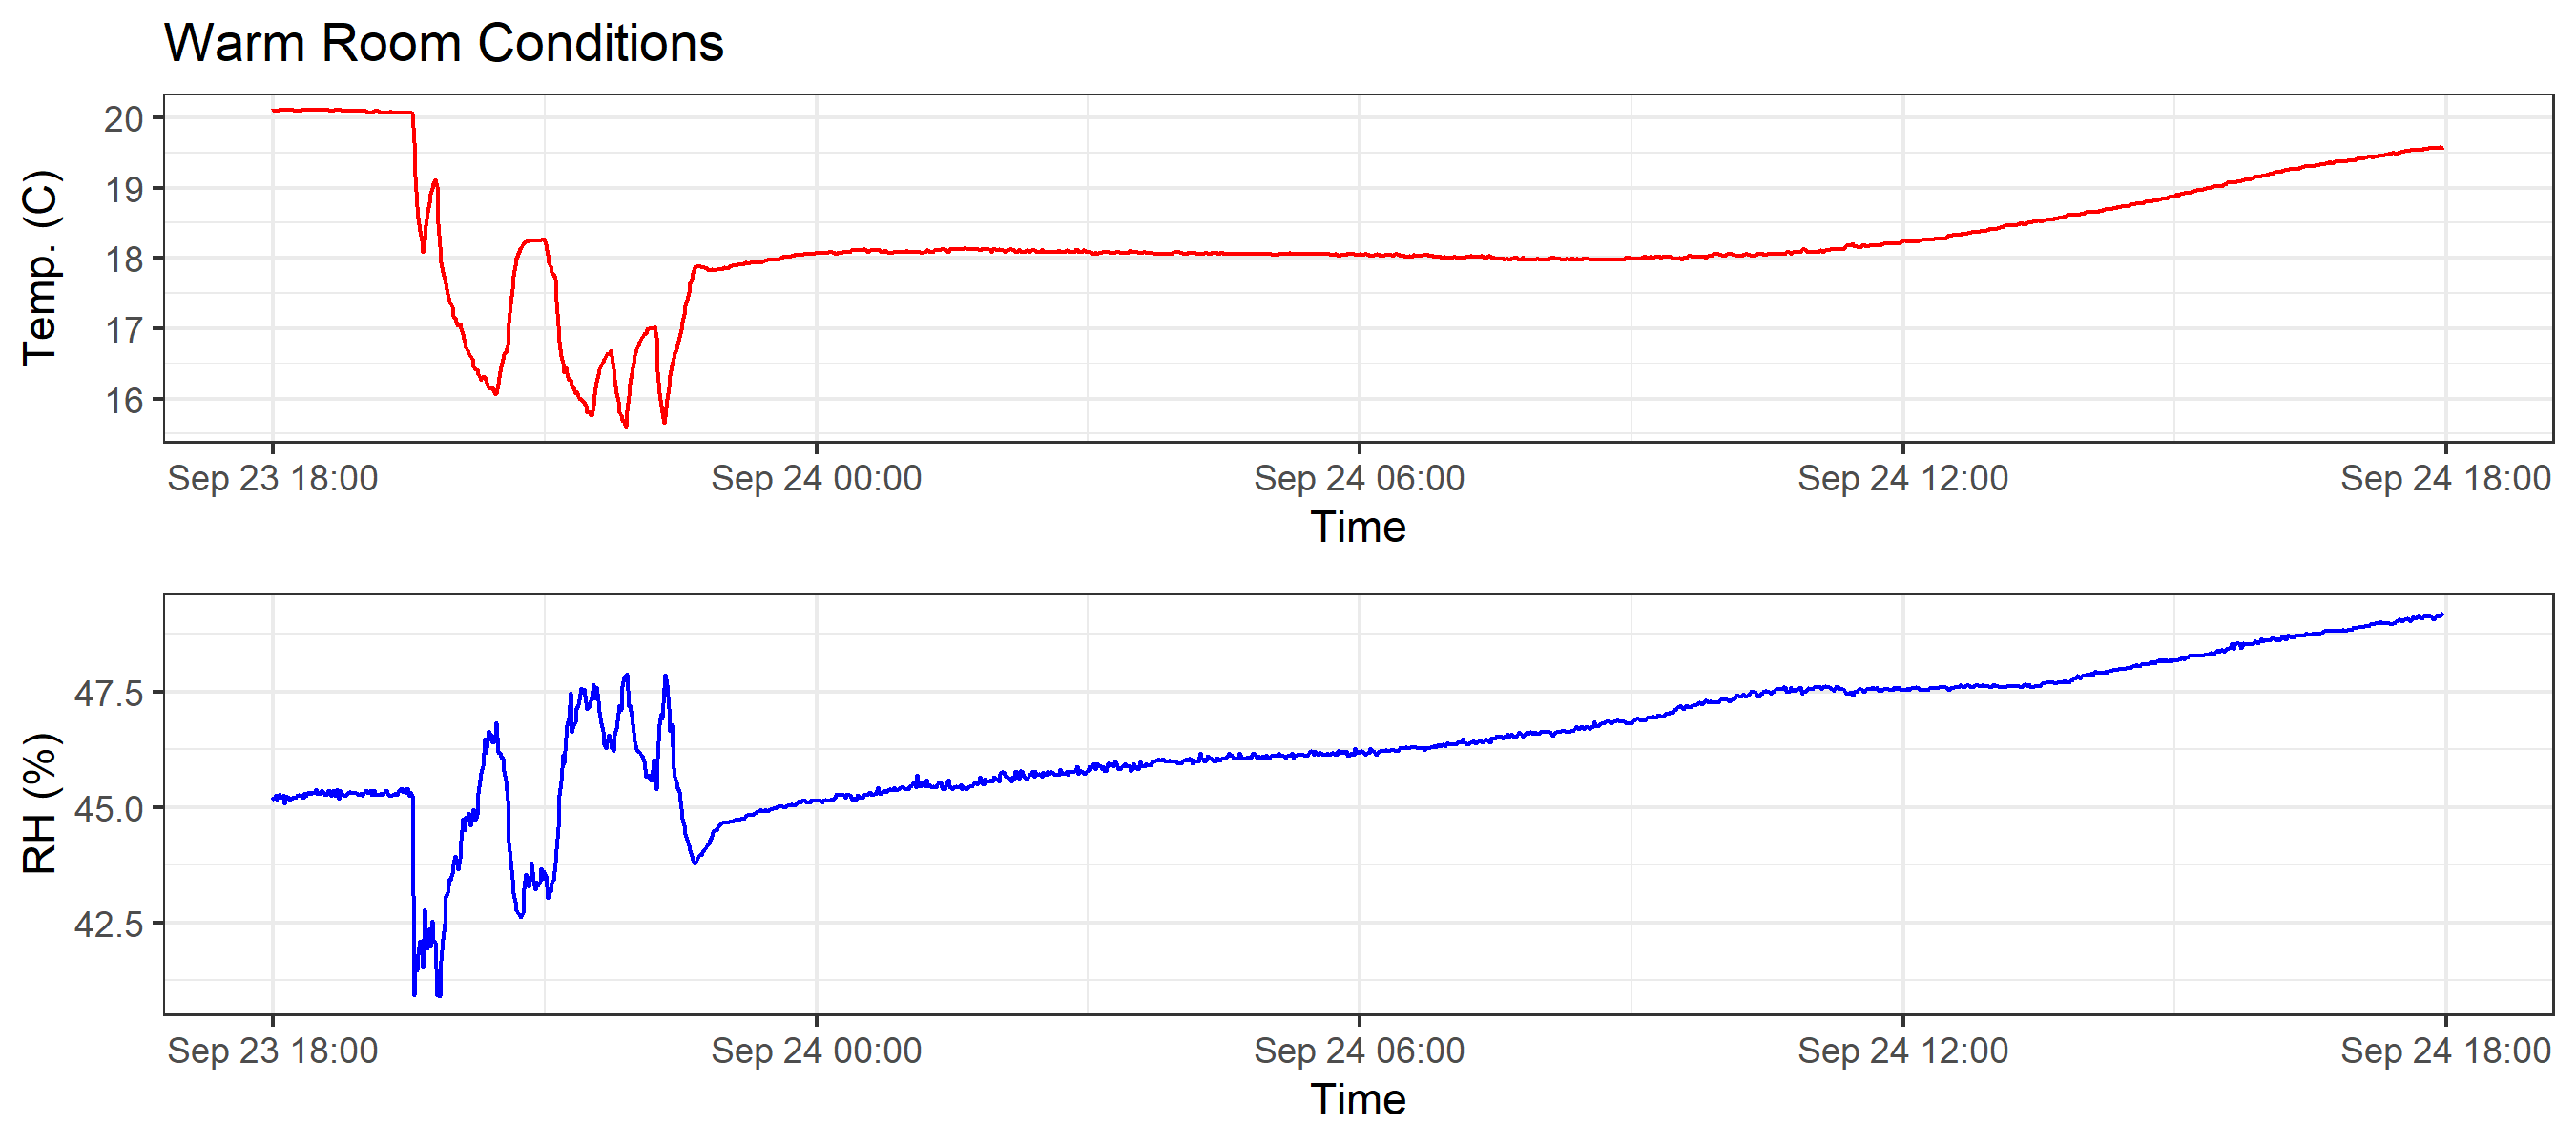 Warm Room Conditions
Temp. (C)
20
19
18
17
16
Sep 23 18:00 Sep 24 00:00 Sep 24 06:00 Sep 24 12:00 Sep 24 18:00
Time
RH (%)
47.5
45.0
42.5
Sep 23 18:00 Sep 24 00:00 Sep 24 06:00 Sep 24 12:00 Sep 24 18:00
Time